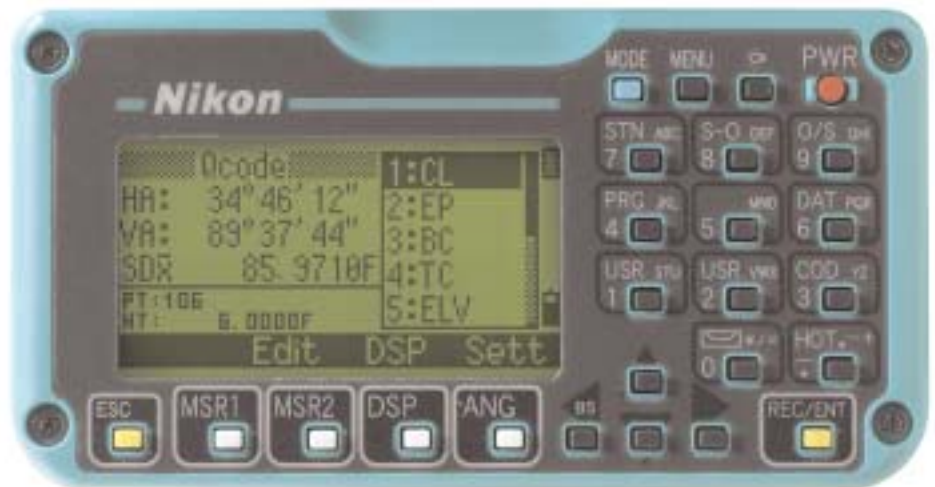 MODE MENU PWR
Nikon
Qcode
HA: 34°46'12"
VA: 89°37'44"
SDx̄ 85.9710F
PT:106
HT: 6.0000F
1:CL
2:EP
3:BC
4:TC
5:ELV
Edit DSP Sett
STN ABC S-O DEF O/S GHI
7 8 9
PRG JKL MNO DAT PQR
4 5 6
USR STU USR VWX COD YZ
1 2 3
HOT
0
ESC MSR1 MSR2 DSP ANG BS REC/ENT